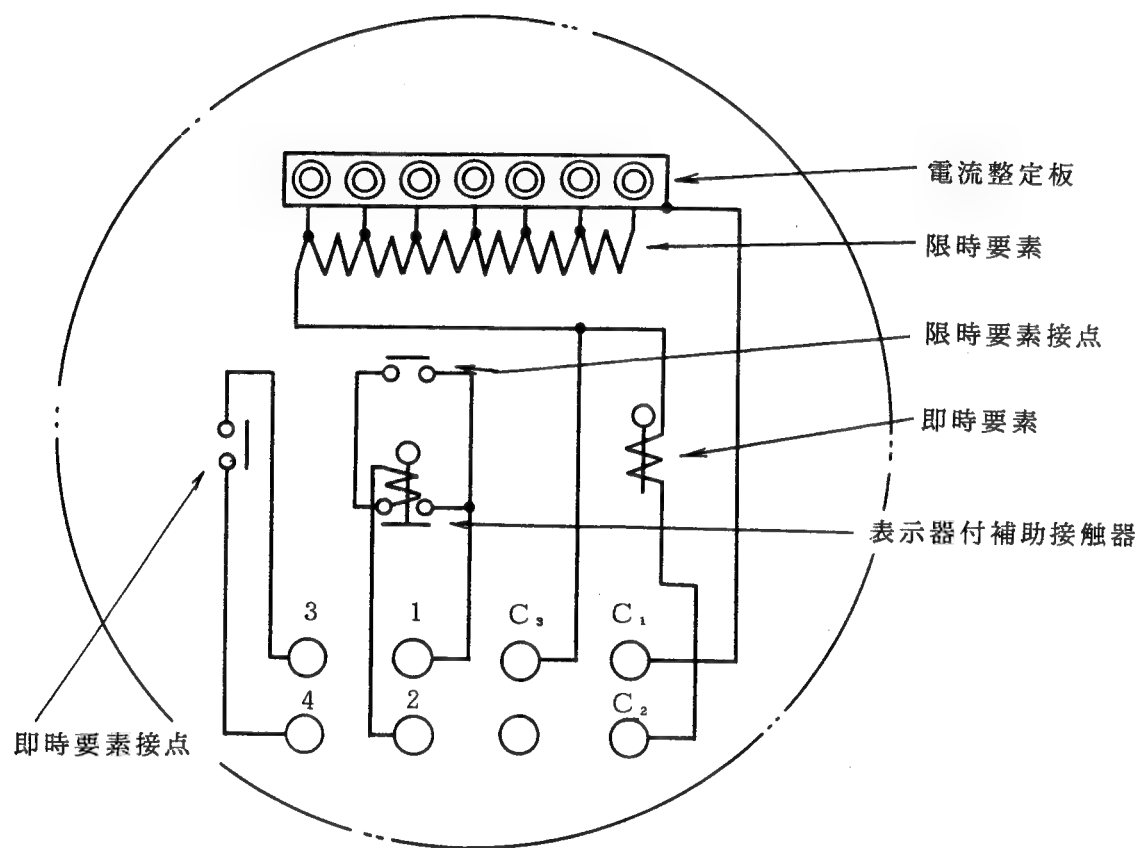 電流整定板
限時要素
限時要素接点
即時要素
表示器付補助接触器
3 1 C₃ C₁
4 2 C₂
即時要素接点